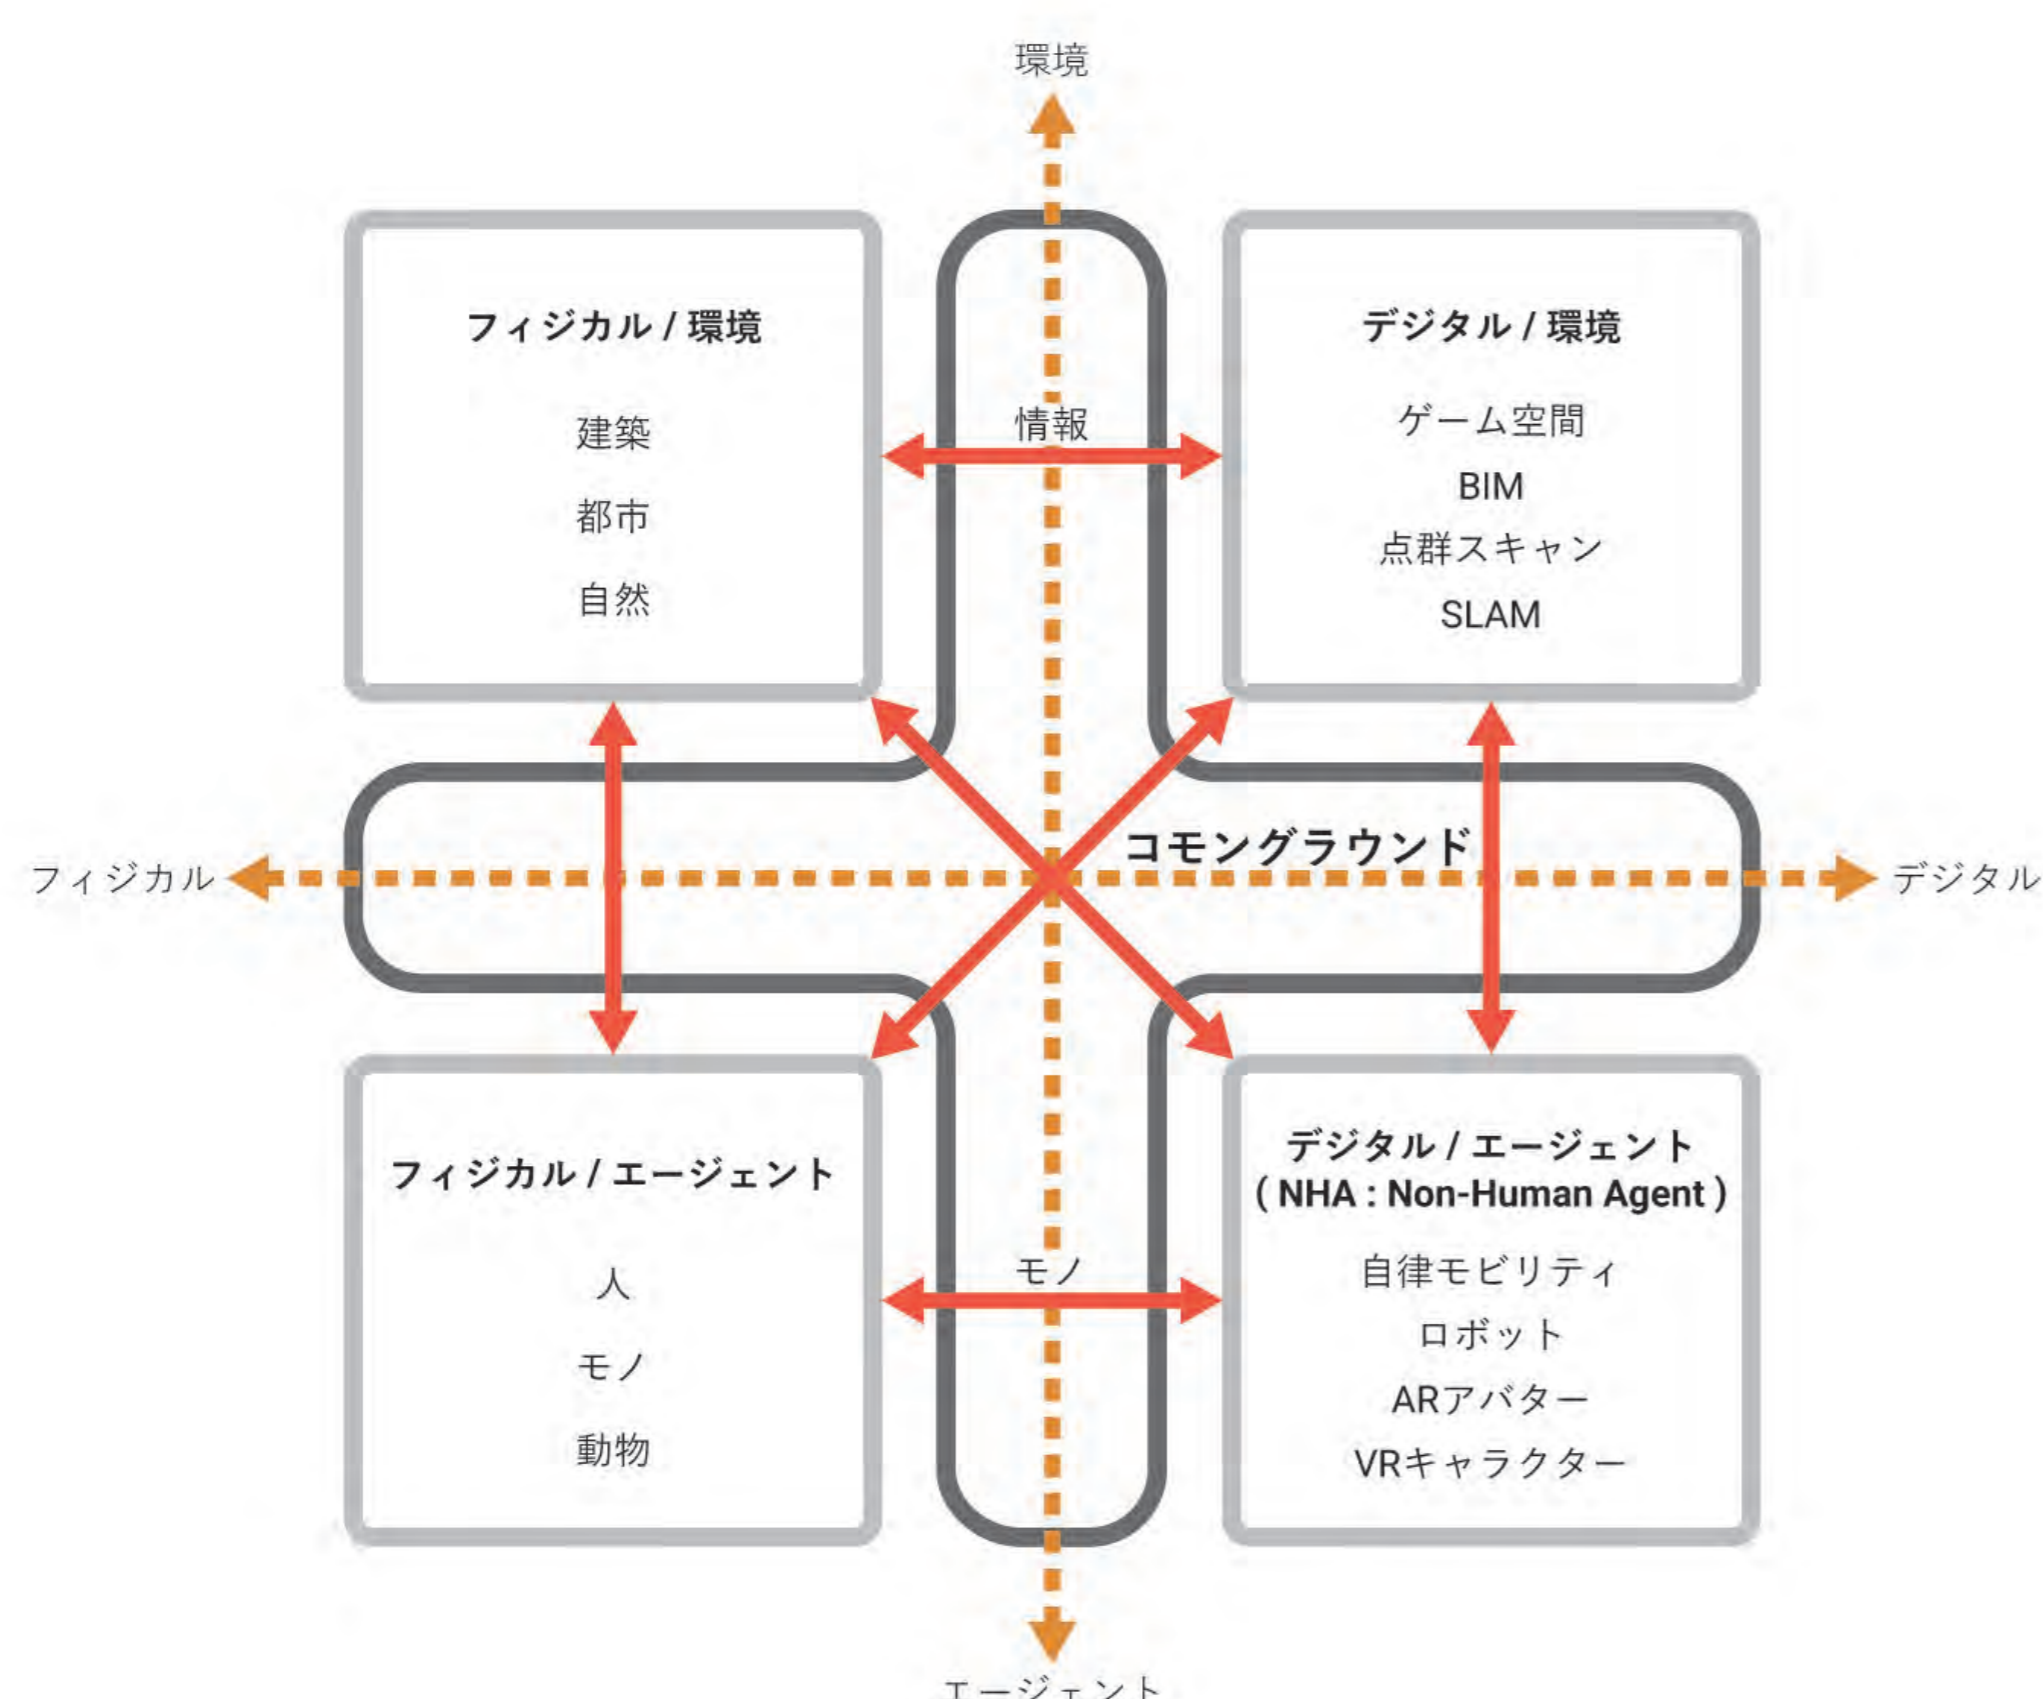 環境
フィジカル / 環境
建築
都市
自然
情報
デジタル / 環境
ゲーム空間
BIM
点群スキャン
SLAM
コモングラウンド
フィジカル
デジタル
フィジカル / エージェント
人
モノ
動物
モノ
デジタル / エージェント
( NHA : Non-Human Agent )
自律モビリティ
ロボット
ARアバター
VRキャラクター
エージェント